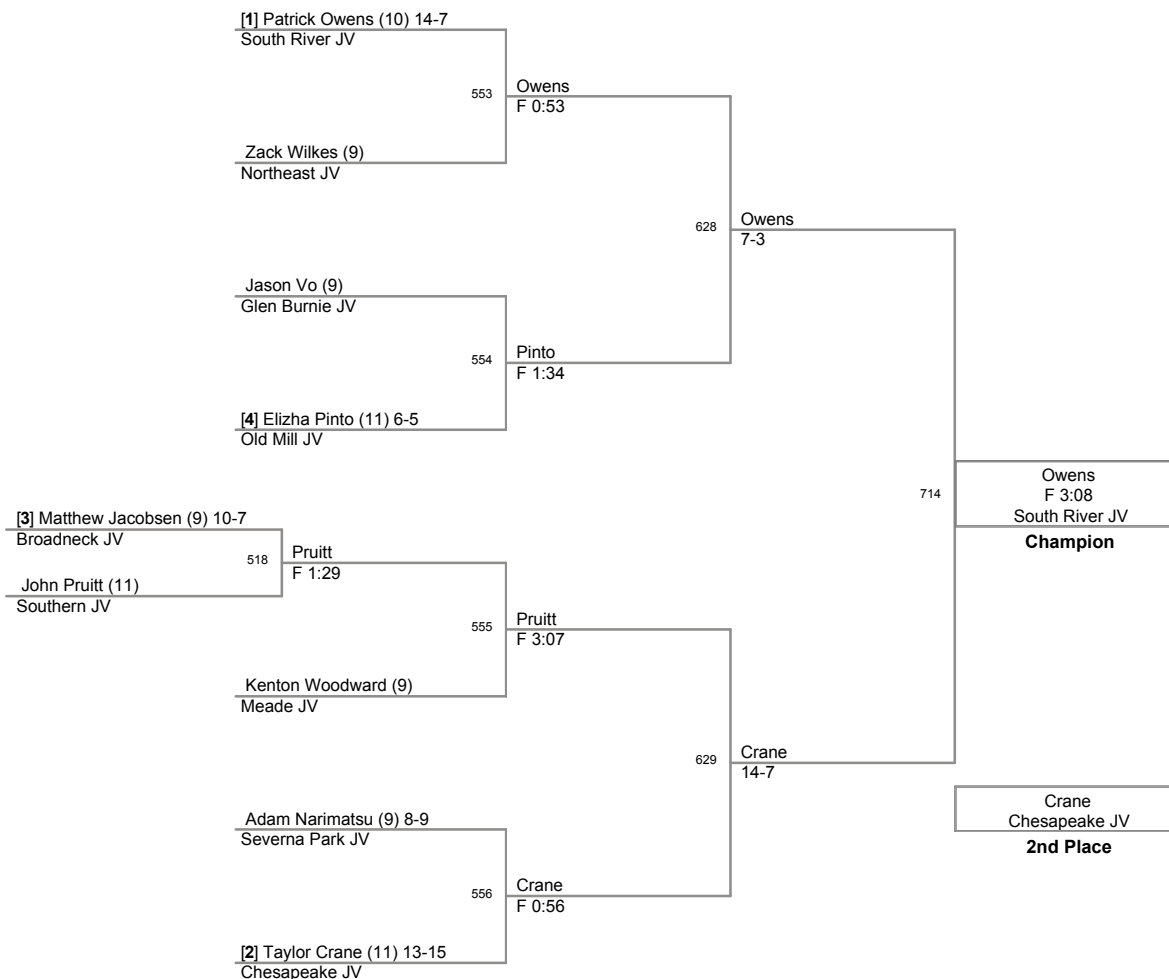 [1] Patrick Owens (10) 14-7
South River JV
553
Owens
F 0:53
Zack Wilkes (9)
Northeast JV
628
Owens
7-3
Jason Vo (9)
Glen Burnie JV
554
Pinto
F 1:34
[4] Elizha Pinto (11) 6-5
Old Mill JV
714
Owens
F 3:08
South River JV
Champion
[3] Matthew Jacobsen (9) 10-7
Broadneck JV
518
Pruitt
F 1:29
John Pruitt (11)
Southern JV
555
Pruitt
F 3:07
Kenton Woodward (9)
Meade JV
629
Crane
14-7
Adam Narimatsu (9) 8-9
Severna Park JV
Crane
Chesapeake JV
2nd Place
556
Crane
F 0:56
[2] Taylor Crane (11) 13-15
Chesapeake JV